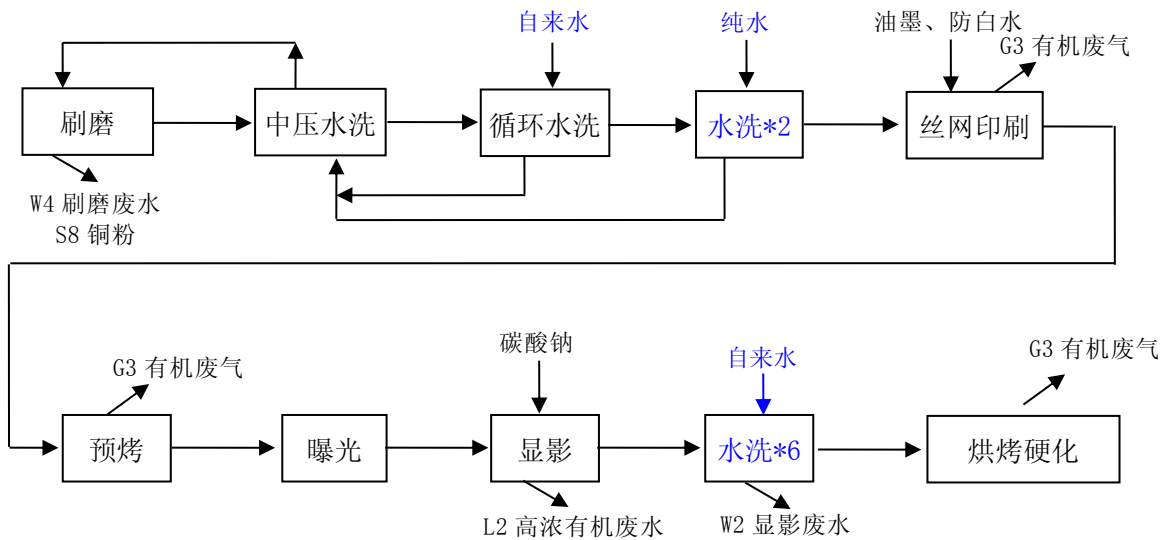 自来水
纯水
油墨、防白水
G3 有机废气
刷磨
中压水洗
循环水洗
水洗*2
丝网印刷
W4 刷磨废水
S8 铜粉
G3 有机废气
碳酸钠
自来水
G3 有机废气
预烤
曝光
显影
水洗*6
烘烤硬化
L2 高浓有机废水
W2 显影废水